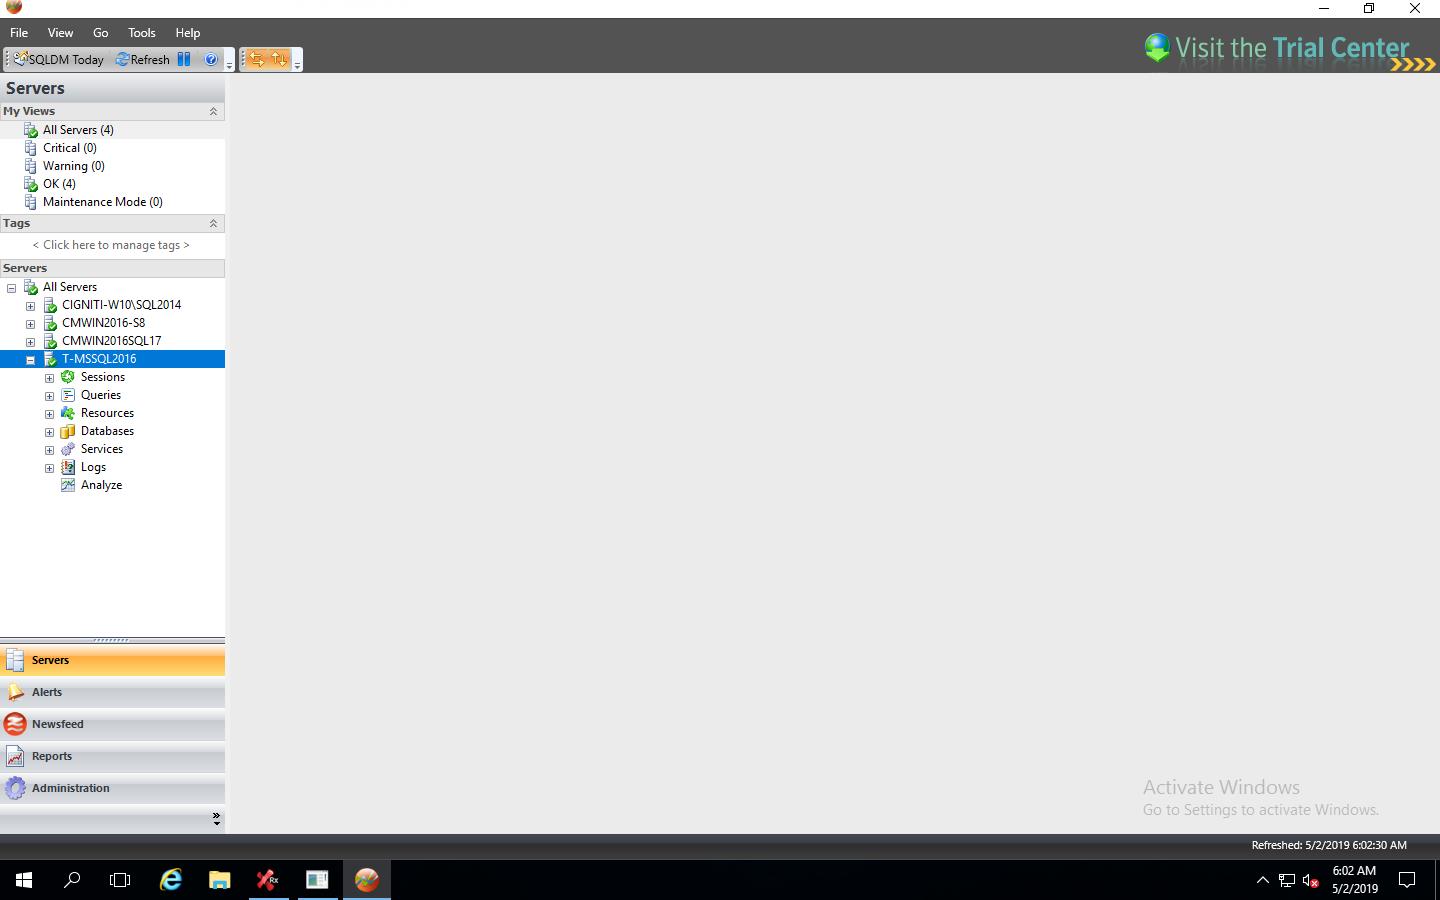 File View Go Tools Help
Visit the Trial Center
SQLDM Today Refresh
Servers
My Views
All Servers (4)
Critical (0)
Warning (0)
OK (4)
Maintenance Mode (0)
Tags
< Click here to manage tags >
Servers
All Servers
CIGNITI-W10\SQL2014
CMWIN2016-S8
CMWIN2016SQL17
T-MSSQL2016
Sessions
Queries
Resources
Databases
Services
Logs
Analyze
Servers
Alerts
Newsfeed
Reports
Administration
Activate Windows
Go to Settings to activate Windows.
Refreshed: 5/2/2019 6:02:30 AM
Rx
6:02 AM
5/2/2019